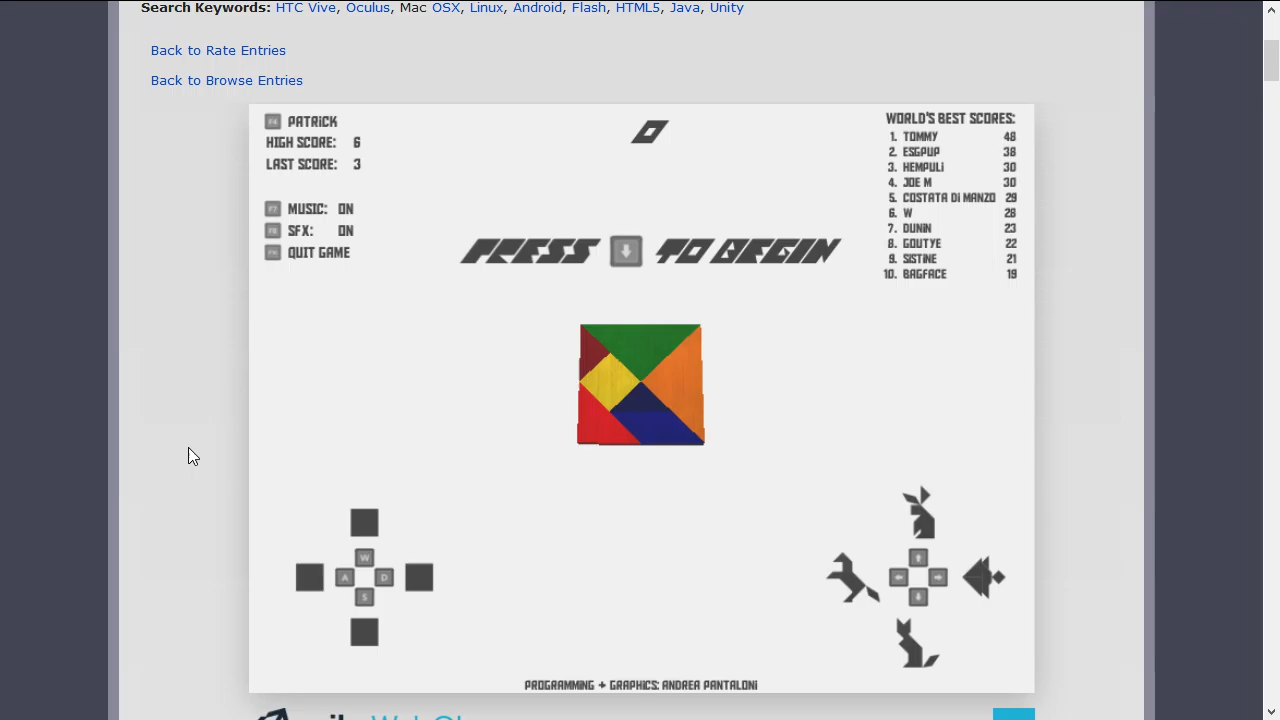 Search Keywords: HTC Vive, Oculus, Mac OSX, Linux, Android, Flash, HTML5, Java, Unity
Back to Rate Entries
Back to Browse Entries
F4 PATRICK
HIGH SCORE: 6
LAST SCORE: 3
F7 MUSIC: ON
SFX: ON
QUIT GAME
0
PRESS ⬇ TO BEGIN
WORLD'S BEST SCORES:
1. TOMMY 48
2. ESGPUP 38
3. HEMPULI 30
4. JOE M 30
5. COSTATA DI MANZO 29
6. W 28
7. DUNIN 23
8. GOUTYE 22
9. SISTINE 21
10. BAGFACE 19
W
A D
S
PROGRAMMING + GRAPHICS: ANDREA PANTALONI